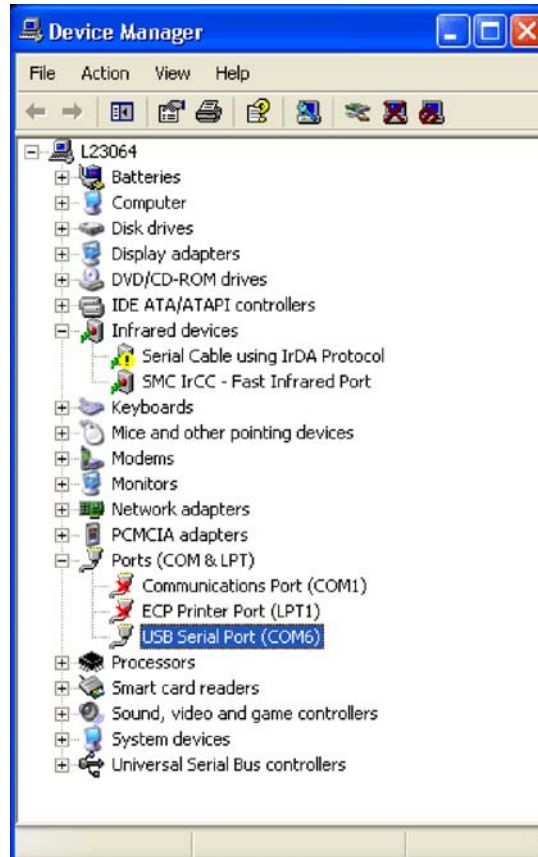 Device Manager
File Action View Help
L23064
Batteries
Computer
Disk drives
Display adapters
DVD/CD-ROM drives
IDE ATA/ATAPI controllers
Infrared devices
Serial Cable using IrDA Protocol
SMC IrCC - Fast Infrared Port
Keyboards
Mice and other pointing devices
Modems
Monitors
Network adapters
PCMCIA adapters
Ports (COM & LPT)
Communications Port (COM1)
ECP Printer Port (LPT1)
USB Serial Port (COM6)
Processors
Smart card readers
Sound, video and game controllers
System devices
Universal Serial Bus controllers